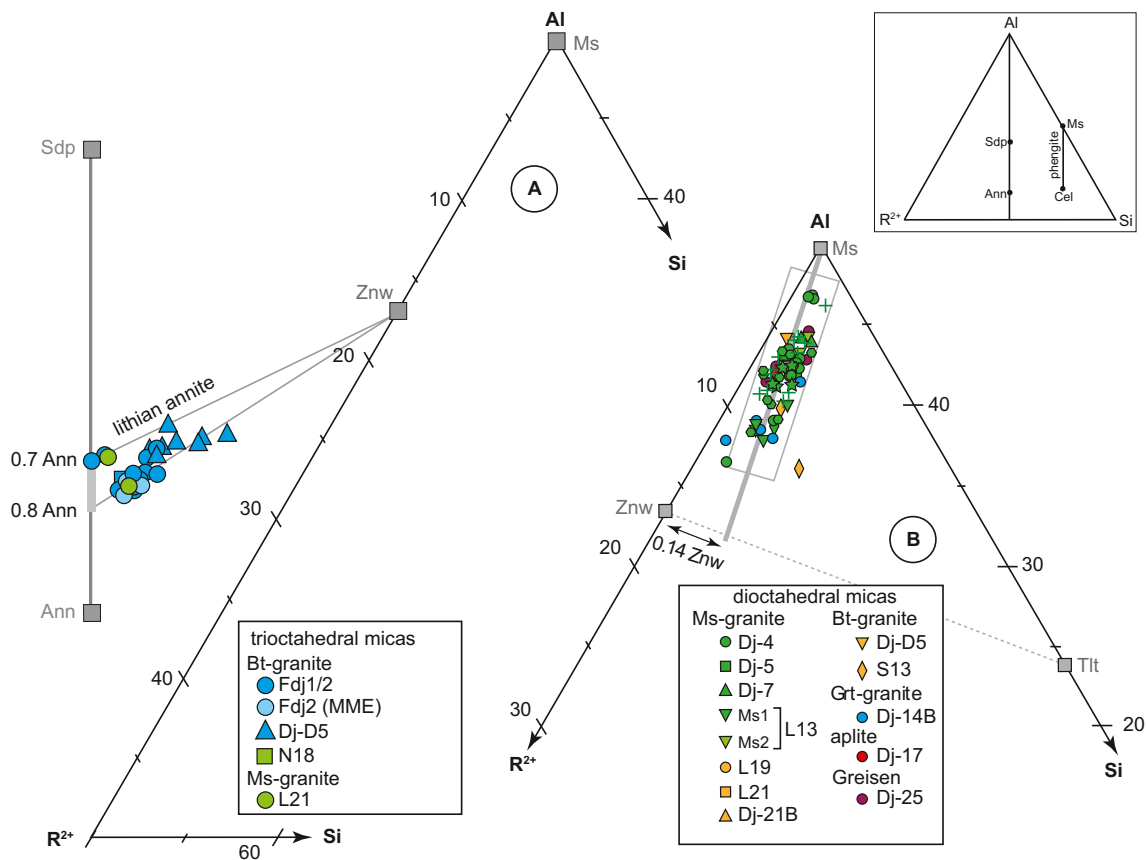 Al
Ms
Sdp
A
10
40
Si
Znw
20
lithian annite
0.7 Ann
0.8 Ann
30
Ann
40
R2+
Si
60
trioctahedral micas
Bt-granite
Fdj1/2
Fdj2 (MME)
Dj-D5
N18
Ms-granite
L21
Al
Sdp
Ms
phengite
Ann
Cel
R2+
Si
Al
Ms
10
40
Znw
0.14 Znw
20
B
30
Tlt
30
R2+
20
Si
dioctahedral micas
Ms-granite
Dj-4
Dj-5
Dj-7
Ms1
L13
Ms2
L19
L21
Dj-21B
Bt-granite
Dj-D5
S13
Grt-granite
Dj-14B
aplite
Dj-17
Greisen
Dj-25